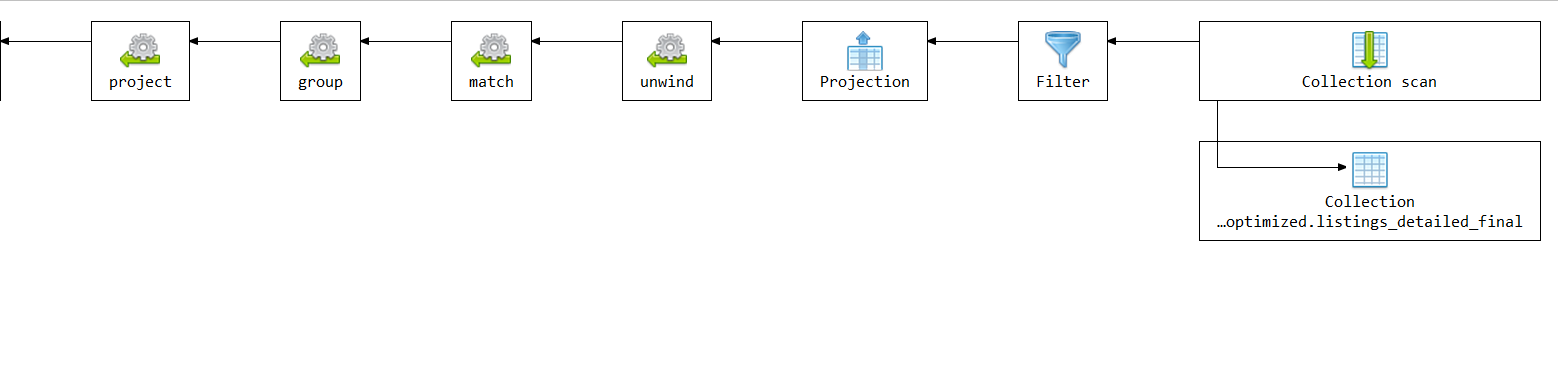 project
group
match
unwind
Projection
Filter
Collection scan
Collection
…optimized.listings_detailed_final